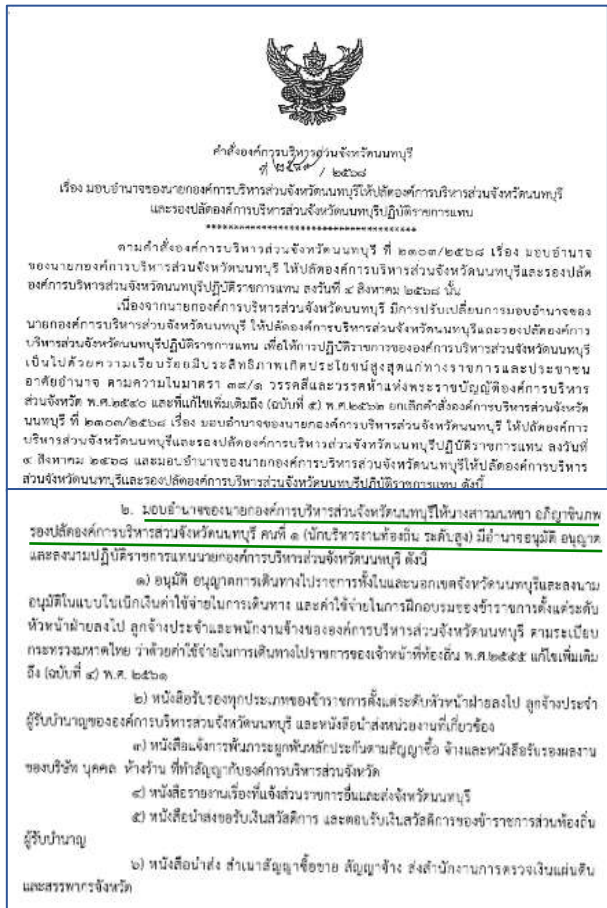 คำสั่งองค์การบริหารส่วนจังหวัดนนทบุรี
ที่ / ๒๕๖๘
เรื่อง มอบอำนาจของนายกองค์การบริหารส่วนจังหวัดนนทบุรีให้ปลัดองค์การบริหารส่วนจังหวัดนนทบุรี
และรองปลัดองค์การบริหารส่วนจังหวัดนนทบุรีปฏิบัติราชการแทน
**********************************
ตามคำสั่งองค์การบริหารส่วนจังหวัดนนทบุรี ที่ ๒๓๐๓/๒๕๖๘ เรื่อง มอบอำนาจ
ของนายกองค์การบริหารส่วนจังหวัดนนทบุรี ให้ปลัดองค์การบริหารส่วนจังหวัดนนทบุรีและรองปลัด
องค์การบริหารส่วนจังหวัดนนทบุรีปฏิบัติราชการแทน ลงวันที่ ๔ สิงหาคม ๒๕๖๘ นั้น
เนื่องจากนายกองค์การบริหารส่วนจังหวัดนนทบุรี มีการปรับเปลี่ยนการมอบอำนาจของ
นายกองค์การบริหารส่วนจังหวัดนนทบุรี ให้ปลัดองค์การบริหารส่วนจังหวัดนนทบุรีและรองปลัดองค์การ
บริหารส่วนจังหวัดนนทบุรีปฏิบัติราชการแทน เพื่อให้การปฏิบัติราชการขององค์การบริหารส่วนจังหวัดนนทบุรี
เป็นไปด้วยความเรียบร้อยมีประสิทธิภาพเกิดประโยชน์สูงสุดแก่ทางราชการและประชาชน
อาศัยอำนาจ ตามความในมาตรา ๓๙/๑ วรรคสี่และวรรคห้าแห่งพระราชบัญญัติองค์การบริหาร
ส่วนจังหวัด พ.ศ.๒๕๔๐ และที่แก้ไขเพิ่มเติมถึง (ฉบับที่ ๕) พ.ศ.๒๕๖๒ ยกเลิกคำสั่งองค์การบริหารส่วนจังหวัด
นนทบุรี ที่ ๒๓๐๓/๒๕๖๘ เรื่อง มอบอำนาจของนายกองค์การบริหารส่วนจังหวัดนนทบุรี ให้ปลัดองค์การ
บริหารส่วนจังหวัดนนทบุรีและรองปลัดองค์การบริหารส่วนจังหวัดนนทบุรีปฏิบัติราชการแทน ลงวันที่
๔ สิงหาคม ๒๕๖๘ และมอบอำนาจของนายกองค์การบริหารส่วนจังหวัดนนทบุรีให้ปลัดองค์การบริหาร
ส่วนจังหวัดนนทบุรีและรองปลัดองค์การบริหารส่วนจังหวัดนนทบุรีปฏิบัติราชการแทน ดังนี้
๒. มอบอำนาจของนายกองค์การบริหารส่วนจังหวัดนนทบุรีให้นางสาวมนทชา อภิญาชินภพ
รองปลัดองค์การบริหารส่วนจังหวัดนนทบุรี คนที่ ๑ (นักบริหารงานท้องถิ่น ระดับสูง) มีอำนาจอนุมัติ อนุญาต
และลงนามปฏิบัติราชการแทนนายกองค์การบริหารส่วนจังหวัดนนทบุรี ดังนี้
๑) อนุมัติ อนุญาตการเดินทางไปราชการทั้งในและนอกเขตจังหวัดนนทบุรีและลงนาม
อนุมัติในแบบใบเบิกเงินค่าใช้จ่ายในการเดินทาง และค่าใช้จ่ายในการฝึกอบรมของข้าราชการตั้งแต่ระดับ
หัวหน้าฝ่ายลงไป ลูกจ้างประจำและพนักงานจ้างขององค์การบริหารส่วนจังหวัดนนทบุรี ตามระเบียบ
กระทรวงมหาดไทย ว่าด้วยค่าใช้จ่ายในการเดินทางไปราชการของเจ้าหน้าที่ท้องถิ่น พ.ศ.๒๕๕๕ แก้ไขเพิ่มเติม
ถึง (ฉบับที่ ๔) พ.ศ. ๒๕๖๑
๒) หนังสือรับรองทุกประเภทของข้าราชการตั้งแต่ระดับหัวหน้าฝ่ายลงไป ลูกจ้างประจำ
ผู้รับบำนาญขององค์การบริหารส่วนจังหวัดนนทบุรี และหนังสือนำส่งหน่วยงานที่เกี่ยวข้อง
๓) หนังสือแจ้งการพ้นภาระผูกพันหลักประกันตามสัญญาซื้อ จ้างและหนังสือรับรองผลงาน
ของบริษัท บุคคล ห้างร้าน ที่ทำสัญญากับองค์การบริหารส่วนจังหวัด
๔) หนังสือรายงานเรื่องที่แจ้งส่วนราชการอื่นและส่งจังหวัดนนทบุรี
๕) หนังสือนำส่งขอรับเงินสวัสดิการ และตอบรับเงินสวัสดิการของข้าราชการส่วนท้องถิ่น
ผู้รับบำนาญ
๖) หนังสือนำส่ง สำเนาสัญญาซื้อขาย สัญญาจ้าง ส่งสำนักงานการตรวจเงินแผ่นดิน
และสรรพากรจังหวัด